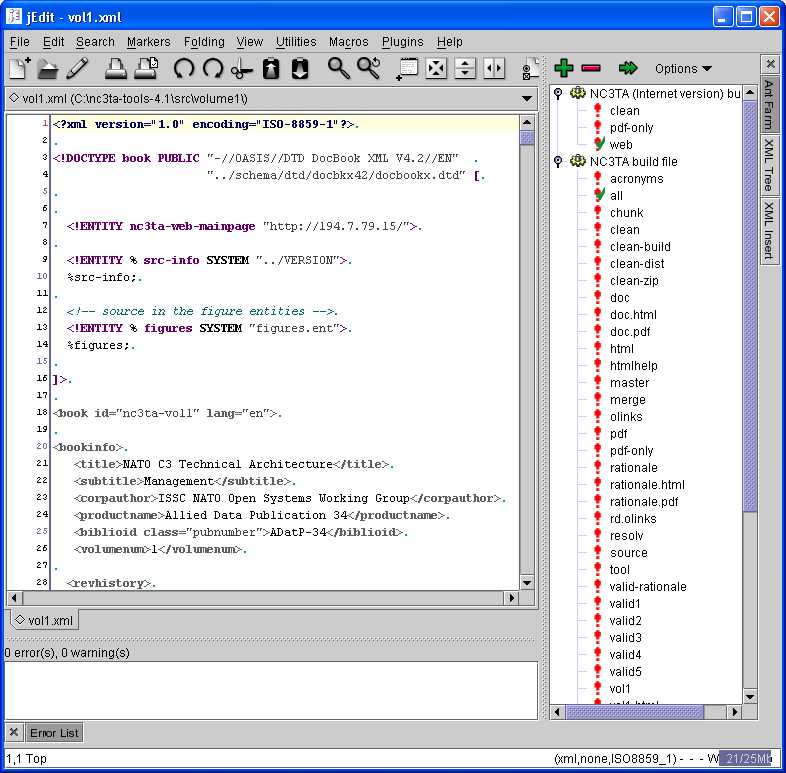 jEdit - vol1.xml
File Edit Search Markers Folding View Utilities Macros Plugins Help
Options
vol1.xml (C:\nc3ta-tools-4.1\src\volume1\)
1 <?xml version="1.0" encoding="ISO-8859-1"?>.
.
3 <!DOCTYPE book PUBLIC "-//OASIS//DTD DocBook XML V4.2//EN" .
4 "../schema/dtd/docbkx42/docbookx.dtd" [.
5 .
6 .
7 <!ENTITY nc3ta-web-mainpage "http://194.7.79.15/">.
8 .
9 <!ENTITY % src-info SYSTEM "../VERSION">.
10 %src-info;.
11 .
12 <!-- source in the figure entities -->.
13 <!ENTITY % figures SYSTEM "figures.ent">.
14 %figures;.
15 .
16 ]>.
17 .
18 <book id="nc3ta-vol1" lang="en">.
19 .
20 <bookinfo>.
21 <title>NATO C3 Technical Architecture</title>.
22 <subtitle>Management</subtitle>.
23 <corpauthor>ISSC NATO Open Systems Working Group</corpauthor>.
24 <productname>Allied Data Publication 34</productname>.
25 <biblioid class="pubnumber">ADatP-34</biblioid>.
26 <volumenum>1</volumenum>.
27 .
28 <revhistory>.
vol1.xml
0 error(s), 0 warning(s)
Error List
1,1 Top
(xml,none,ISO8859_1) - - - W 21/25Mb
NC3TA (Internet version) bu
clean
pdf-only
web
NC3TA build file
acronyms
all
chunk
clean
clean-build
clean-dist
clean-zip
doc
doc.html
doc.pdf
html
htmlhelp
master
merge
olinks
pdf
pdf-only
rationale
rationale.html
rationale.pdf
rd.olinks
resolv
source
tool
valid-rationale
valid1
valid2
valid3
valid4
valid5
vol1
Ant Farm
XML Tree
XML Insert